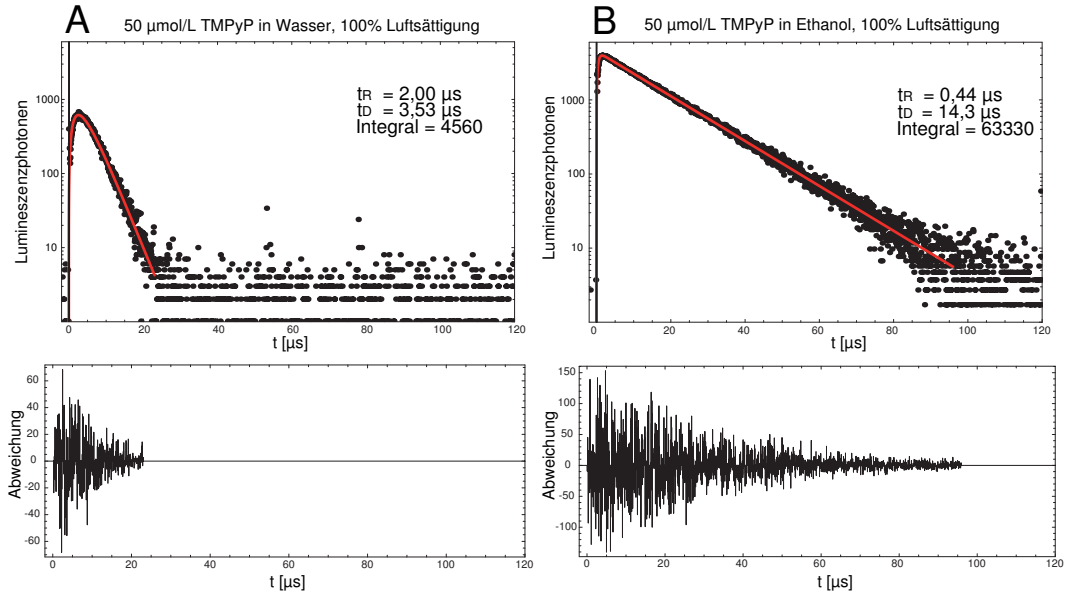 A
50 µmol/L TMPyP in Wasser, 100% Luftsättigung
Lumineszenzphotonen
1000
100
10
tR = 2,00 µs
tD = 3,53 µs
Integral = 4560
0 20 40 60 80 100 120
t [µs]
Abweichung
60
40
20
0
-20
-40
-60
0 20 40 60 80 100 120
t [µs]
B
50 µmol/L TMPyP in Ethanol, 100% Luftsättigung
Lumineszenzphotonen
1000
100
10
tR = 0,44 µs
tD = 14,3 µs
Integral = 63330
0 20 40 60 80 100 120
t [µs]
Abweichung
150
100
50
0
-50
-100
0 20 40 60 80 100 120
t [µs]